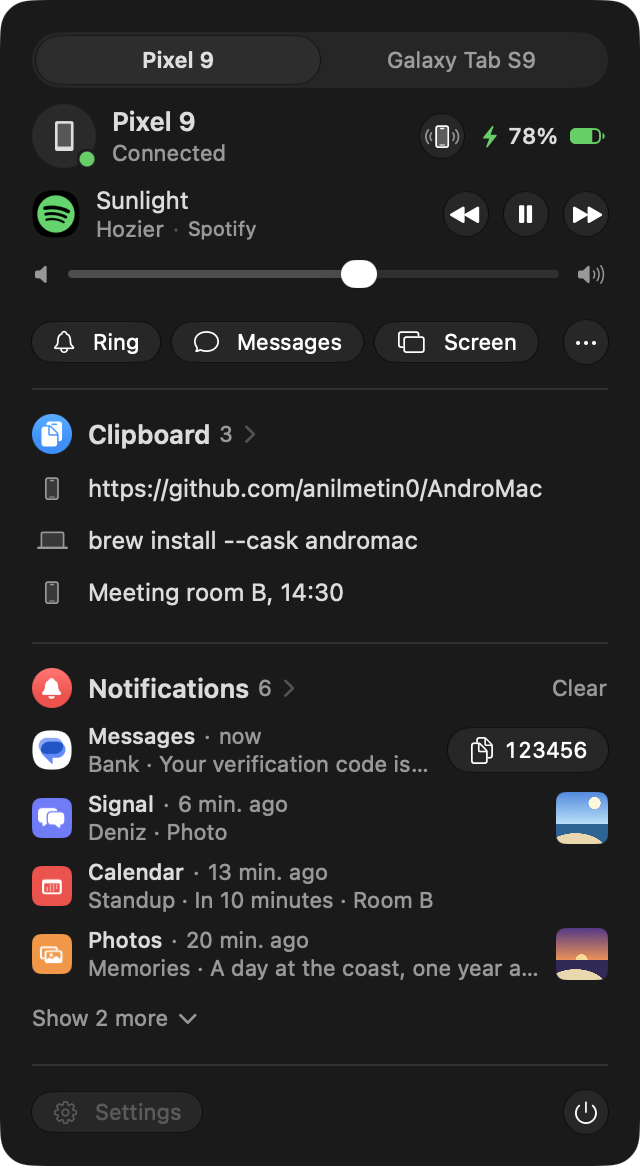 Pixel 9 Galaxy Tab S9
Pixel 9
Connected
78%
Sunlight
Hozier · Spotify
Ring Messages Screen
Clipboard 3
https://github.com/anilmetin0/AndroMac
brew install --cask andromac
Meeting room B, 14:30
Notifications 6 Clear
Messages · now
Bank · Your verification code is...
123456
Signal · 6 min. ago
Deniz · Photo
Calendar · 13 min. ago
Standup · In 10 minutes · Room B
Photos · 20 min. ago
Memories · A day at the coast, one year a...
Show 2 more
Settings